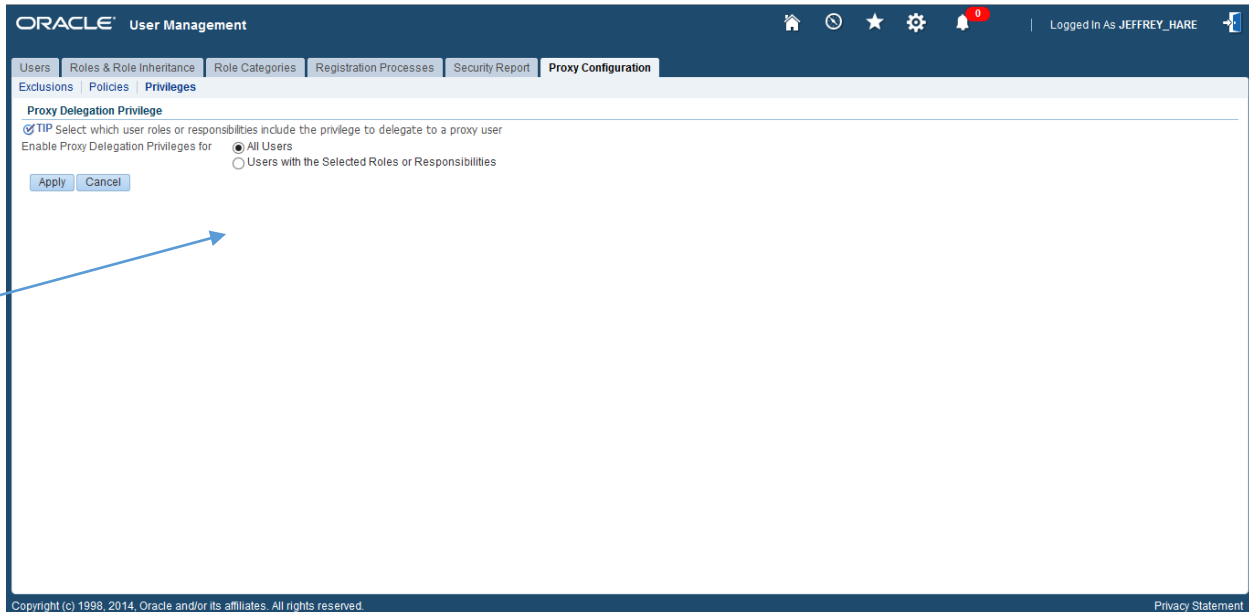 ORACLE User Management
0
Logged In As JEFFREY_HARE
Users Roles & Role Inheritance Role Categories Registration Processes Security Report Proxy Configuration
Exclusions Policies Privileges
Proxy Delegation Privilege
TIP Select which user roles or responsibilities include the privilege to delegate to a proxy user
Enable Proxy Delegation Privileges for All Users
Users with the Selected Roles or Responsibilities
Apply Cancel
Copyright (c) 1998, 2014, Oracle and/or its affiliates. All rights reserved. Privacy Statement